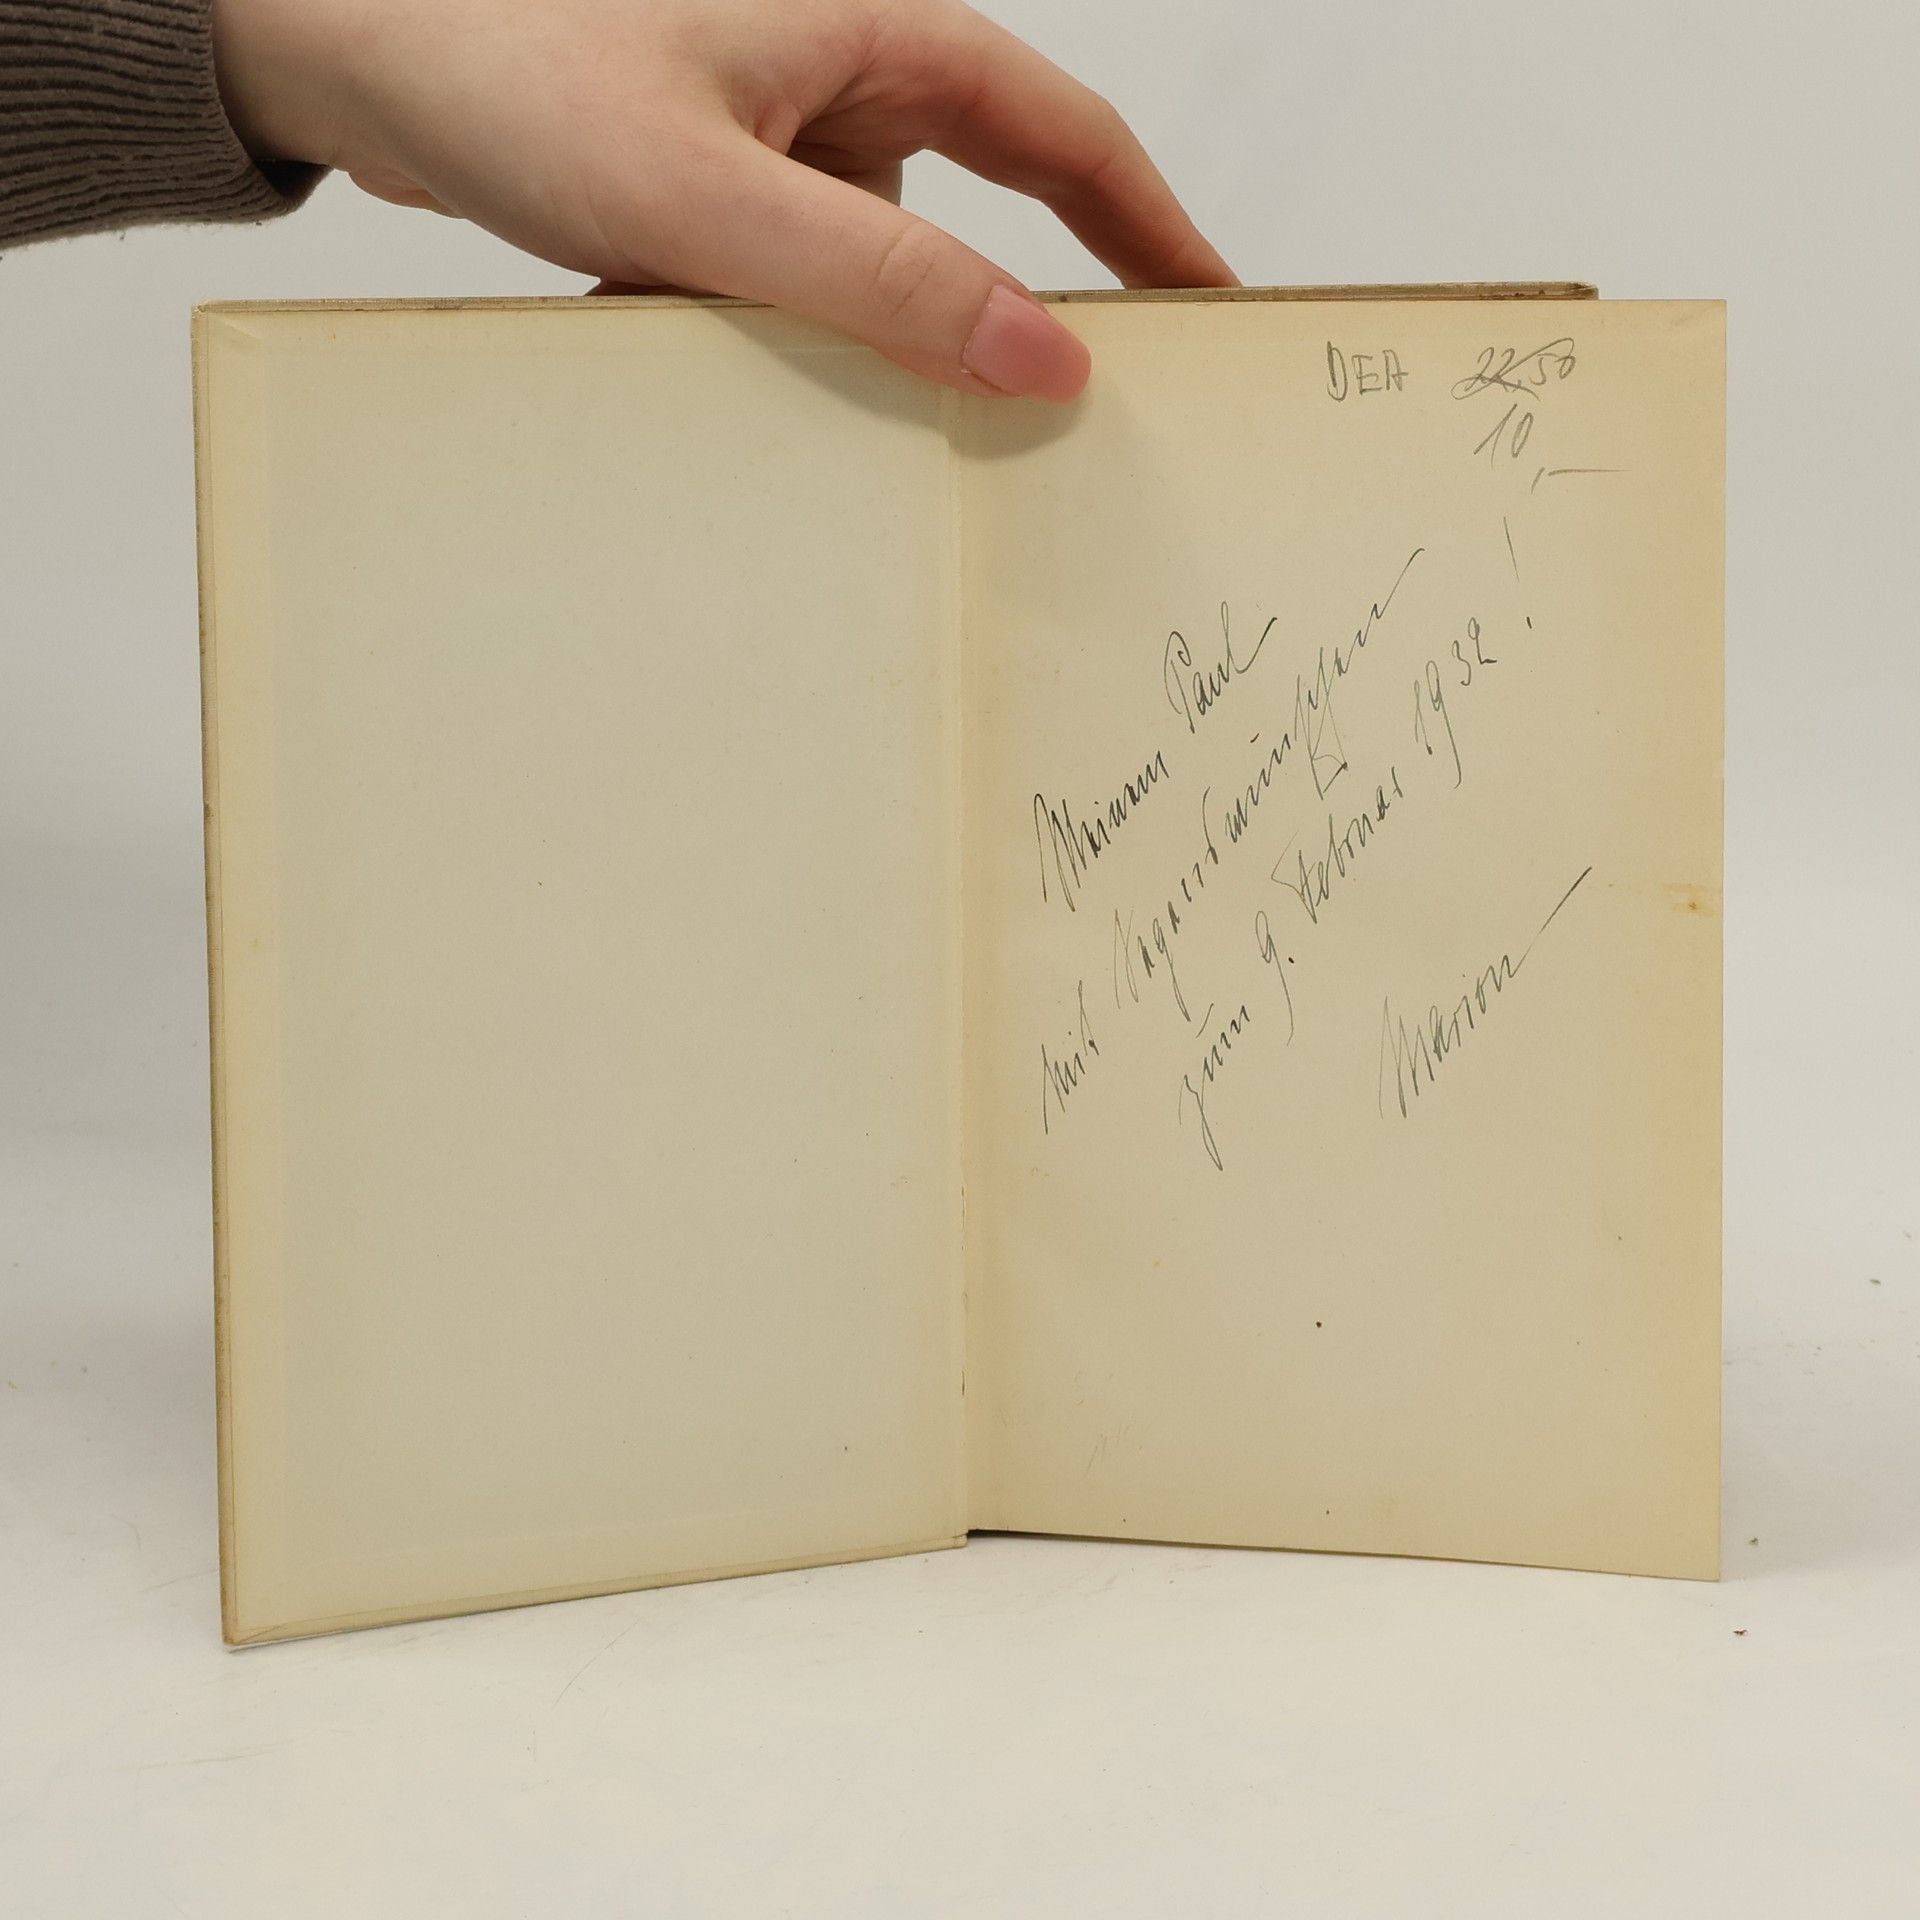 DEA 22,50
10,—
Meinem Paul
mit Segenswünschen
zum 9. Februar 1932!
Marion